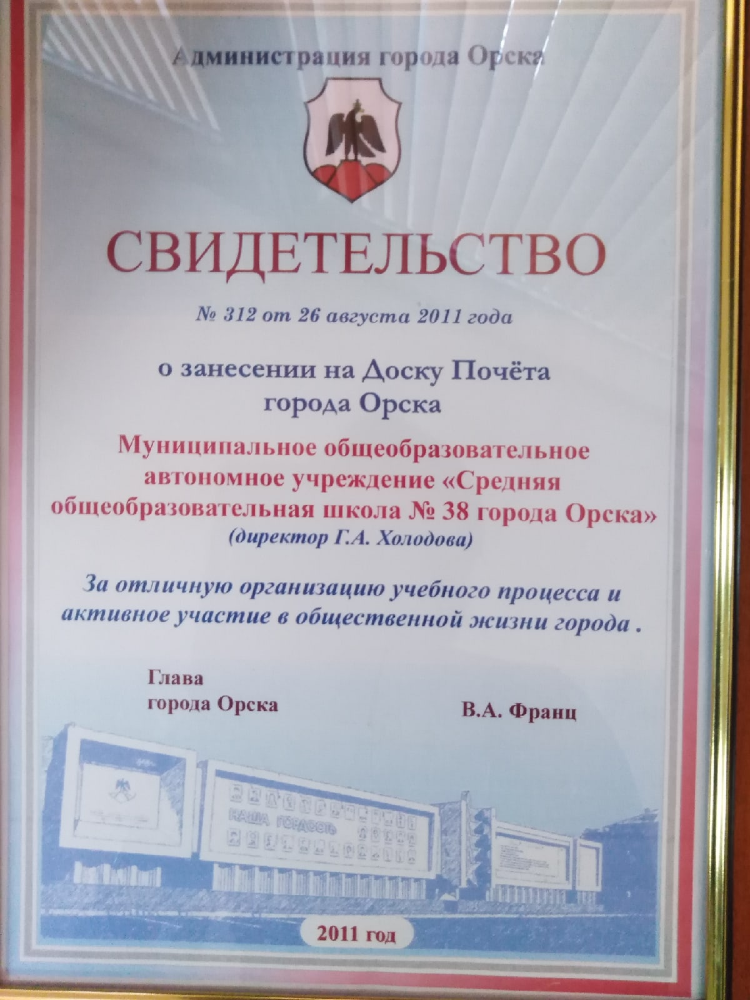 Администрация города Орска
СВИДЕТЕЛЬСТВО
№ 312 от 26 августа 2011 года
о занесении на Доску Почёта
города Орска
Муниципальное общеобразовательное
автономное учреждение «Средняя
общеобразовательная школа № 38 города Орска»
(директор Г.А. Холодова)
За отличную организацию учебного процесса и
активное участие в общественной жизни города .
Глава
города Орска
В.А. Франц
НАША ГОРДОСТЬ
2011 год